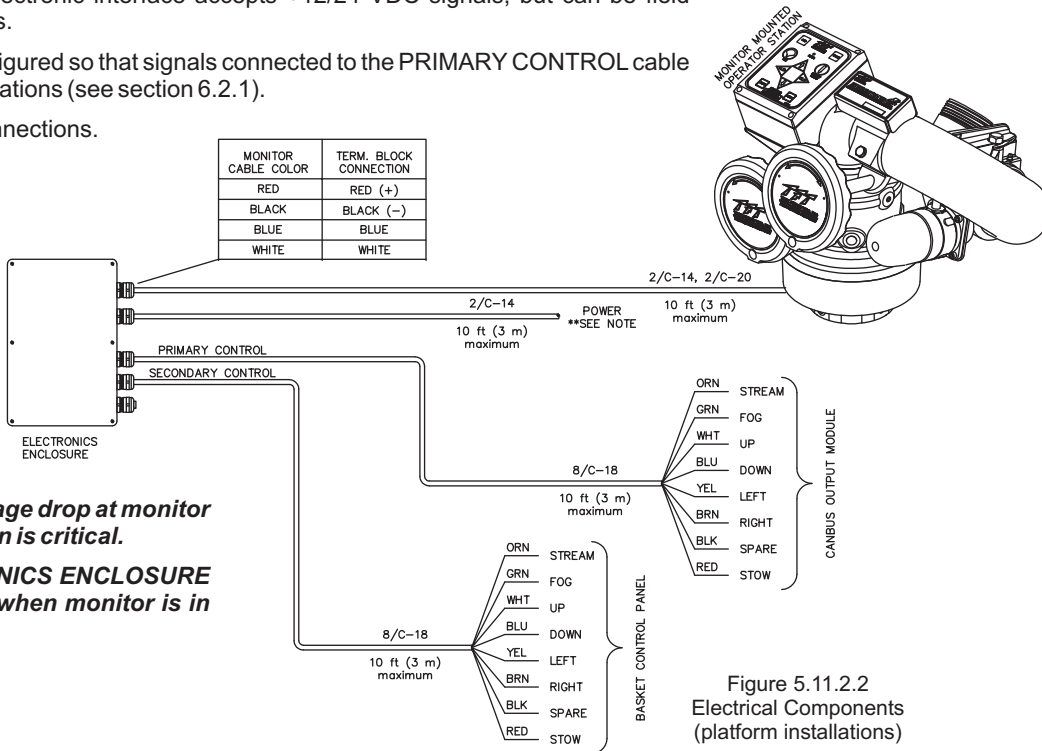 ectronic interface accepts +12/24 VDC signals, but can be field
s.
igured so that signals connected to the PRIMARY CONTROL cable
ations (see section 6.2.1).
nnections.
MONITOR MOUNTED
OPERATOR STATION
MONITOR
CABLE COLOR
TERM. BLOCK
CONNECTION
RED
RED (+)
BLACK
BLACK (−)
BLUE
BLUE
WHITE
WHITE
2/C−14, 2/C−20
10 ft (3 m)
maximum
2/C−14
10 ft (3 m)
maximum
POWER
**SEE NOTE
PRIMARY CONTROL
SECONDARY CONTROL
ELECTRONICS
ENCLOSURE
8/C−18
10 ft (3 m)
maximum
ORN STREAM
GRN FOG
WHT UP
BLU DOWN
YEL LEFT
BRN RIGHT
BLK SPARE
RED STOW
CANBUS OUTPUT MODULE
age drop at monitor
n is critical.
NICS ENCLOSURE
when monitor is in
8/C−18
10 ft (3 m)
maximum
ORN STREAM
GRN FOG
WHT UP
BLU DOWN
YEL LEFT
BRN RIGHT
BLK SPARE
RED STOW
BASKET CONTROL PANEL
Figure 5.11.2.2
Electrical Components
(platform installations)
TFT
TFT